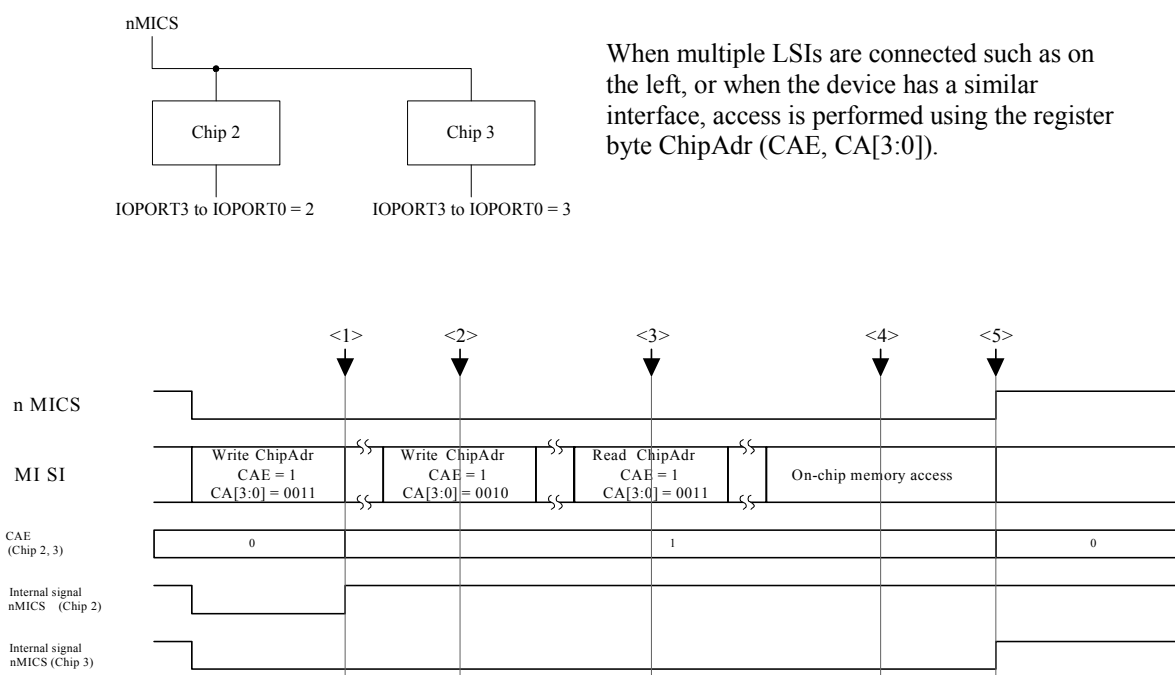 nMICS
When multiple LSIs are connected such as on
the left, or when the device has a similar
interface, access is performed using the register
byte ChipAdr (CAE, CA[3:0]).
Chip 2
Chip 3
IOPORT3 to IOPORT0 = 2
IOPORT3 to IOPORT0 = 3
<1>
<2>
<3>
<4>
<5>
n MICS
MI SI
Write ChipAdr
CAE = 1
CA[3:0] = 0011
Write ChipAdr
CAE = 1
CA[3:0] = 0010
Read ChipAdr
CAE = 1
CA[3:0] = 0011
On-chip memory access
CAE
(Chip 2, 3)
0
1
0
Internal signal
nMICS (Chip 2)
Internal signal
nMICS (Chip 3)